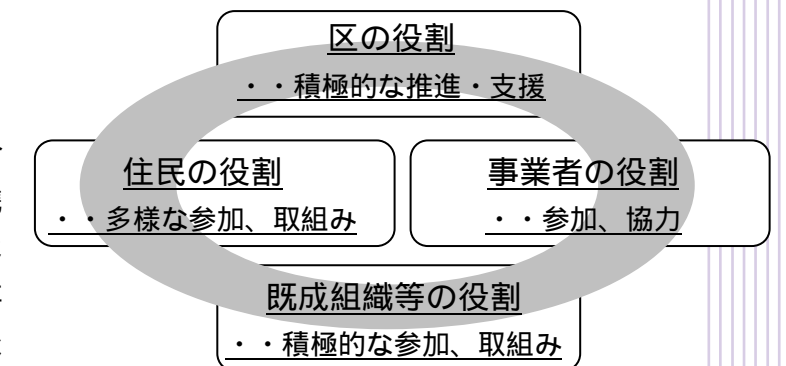 区の役割
・・積極的な推進・支援
住民の役割
・・多様な参加、取組み
事業者の役割
・・参加、協力
既成組織等の役割
・・積極的な参加、取組み